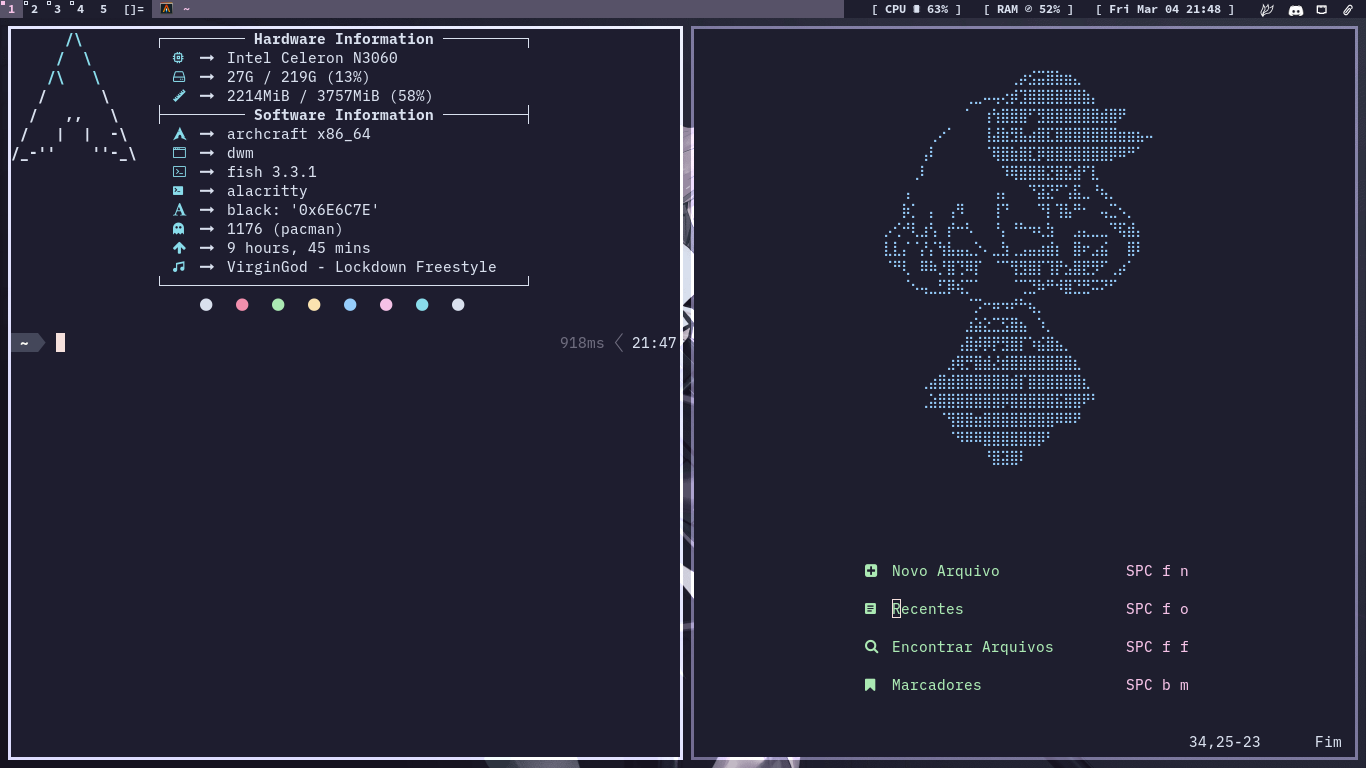 1 2 3 4 5 []= ~ [ CPU 63% ] [ RAM 52% ] [ Fri Mar 04 21:48 ]
Hardware Information
Intel Celeron N3060
27G / 219G (13%)
2214MiB / 3757MiB (58%)
Software Information
archcraft x86_64
dwm
fish 3.3.1
alacritty
black: '0x6E6C7E'
1176 (pacman)
9 hours, 45 mins
VirginGod - Lockdown Freestyle
~ 918ms 21:47
Novo Arquivo SPC f n
Recentes SPC f o
Encontrar Arquivos SPC f f
Marcadores SPC b m
34,25-23 Fim